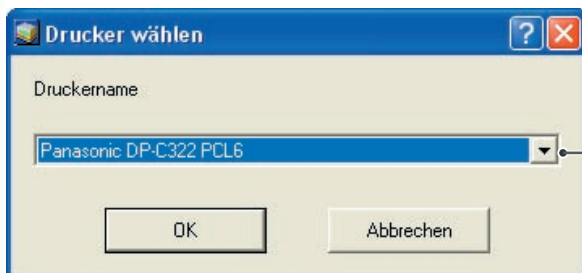 Drucker wählen
Druckername
Panasonic DP-C322 PCL6
OK Abbrechen